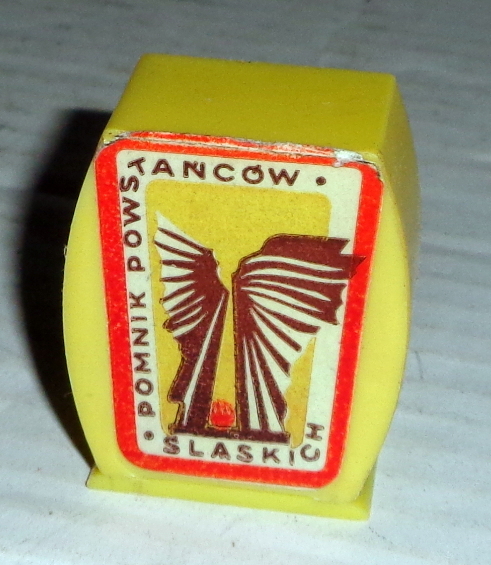 • POMNIK POWSTAŃCÓW •
ŚLĄSKICH